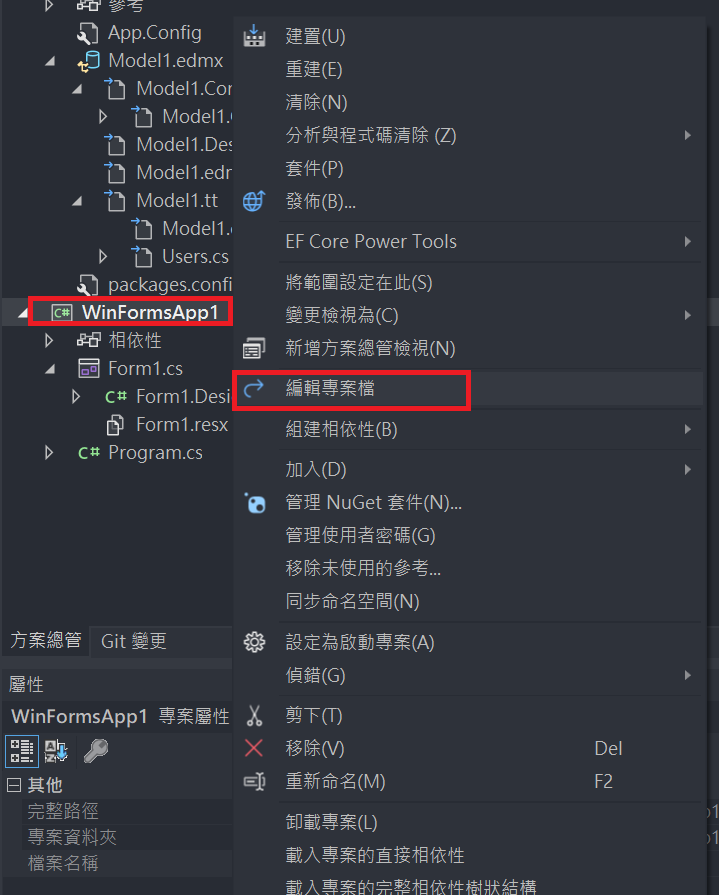 參考
App.Config
Model1.edmx
Model1.Con
Model1.
Model1.Des
Model1.edm
Model1.tt
Model1.
Users.cs
packages.confi
WinFormsApp1
相依性
Form1.cs
Form1.Desi
Form1.resx
Program.cs
方案總管
Git 變更
屬性
WinFormsApp1 專案屬性
其他
完整路徑
專案資料夾
檔案名稱
建置(U)
重建(E)
清除(N)
分析與程式碼清除 (Z)
套件(P)
發佈(B)...
EF Core Power Tools
將範圍設定在此(S)
變更檢視為(C)
新增方案總管檢視(N)
編輯專案檔
組建相依性(B)
加入(D)
管理 NuGet 套件(N)...
管理使用者密碼(G)
移除未使用的參考...
同步命名空間(N)
設定為啟動專案(A)
偵錯(G)
剪下(T)
移除(V) Del
重新命名(M) F2
卸載專案(L)
載入專案的直接相依性
載入專案的完整相依性樹狀結構